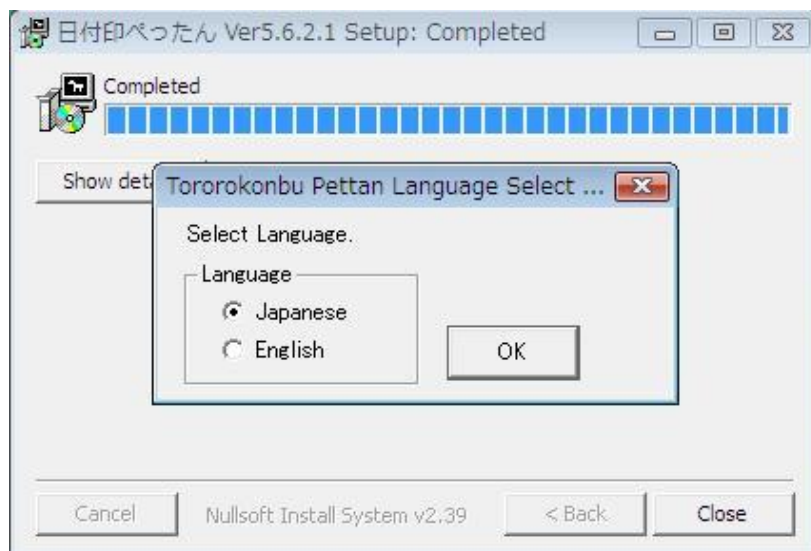 日付印ぺったん Ver5.6.2.1 Setup: Completed
Completed
Show
Tororokonbu Pettan Language Select ...
Select Language.
Language
Japanese
English
OK
Cancel
Nullsoft Install System v2.39
< Back
Close